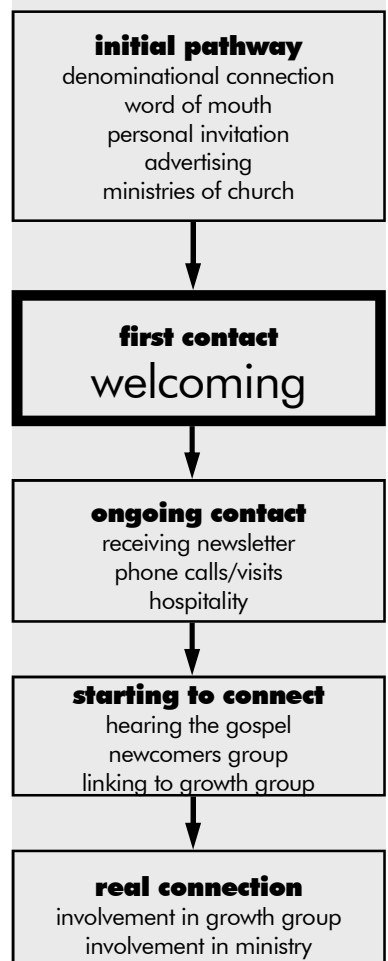 initial pathway
denominational connection
word of mouth
personal invitation
advertising
ministries of church
first contact
welcoming
ongoing contact
receiving newsletter
phone calls/visits
hospitality
starting to connect
hearing the gospel
newcomers group
linking to growth group
real connection
involvement in growth group
involvement in ministry